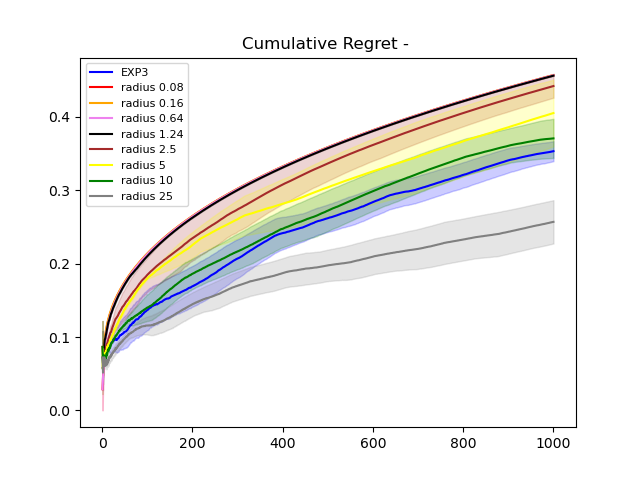 Cumulative Regret -
EXP3
radius 0.08
radius 0.16
radius 0.64
radius 1.24
radius 2.5
radius 5
radius 10
radius 25
0.4
0.3
0.2
0.1
0.0
0 200 400 600 800 1000